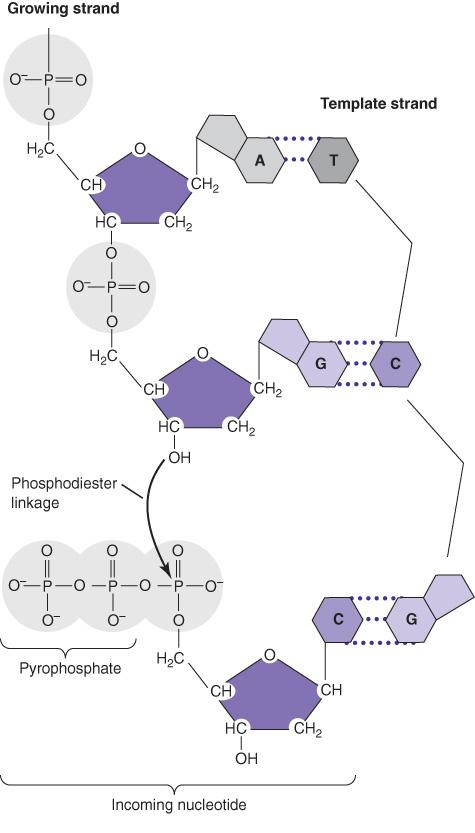 Growing strand
O⁻—P=O
O
Template strand
H₂C
O
A
T
CH
CH₂
HC
CH₂
O
O⁻—P=O
O
H₂C
O
G
C
CH
CH₂
HC
CH₂
OH
Phosphodiester
linkage
O
O
O
O⁻—P—O—P—O—P—O⁻
O⁻
O⁻
O
C
G
Pyrophosphate
H₂C
O
CH
CH
HC
CH₂
OH
Incoming nucleotide